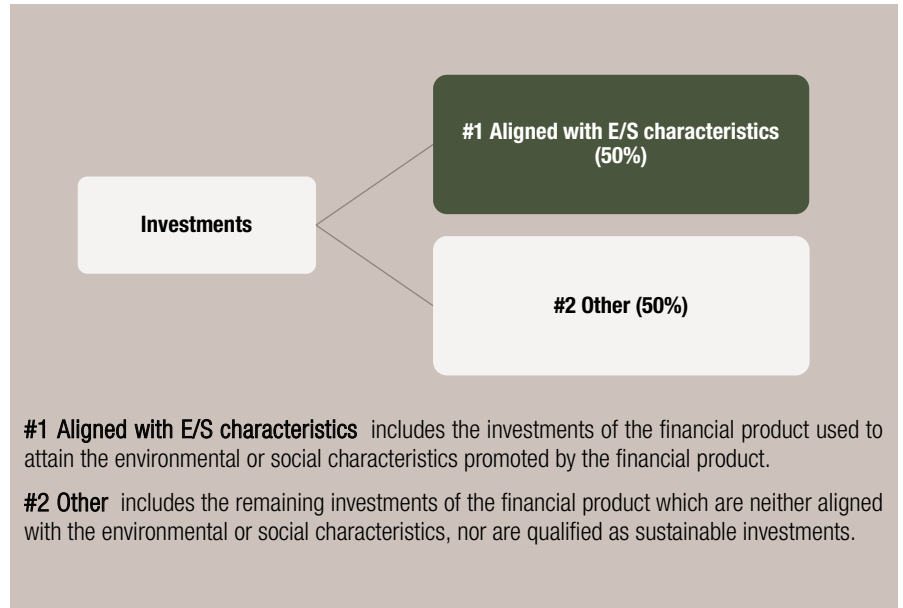 #1 Aligned with E/S characteristics
(50%)
Investments
#2 Other (50%)
#1 Aligned with E/S characteristics includes the investments of the financial product used to
attain the environmental or social characteristics promoted by the financial product.
#2 Other includes the remaining investments of the financial product which are neither aligned
with the environmental or social characteristics, nor are qualified as sustainable investments.